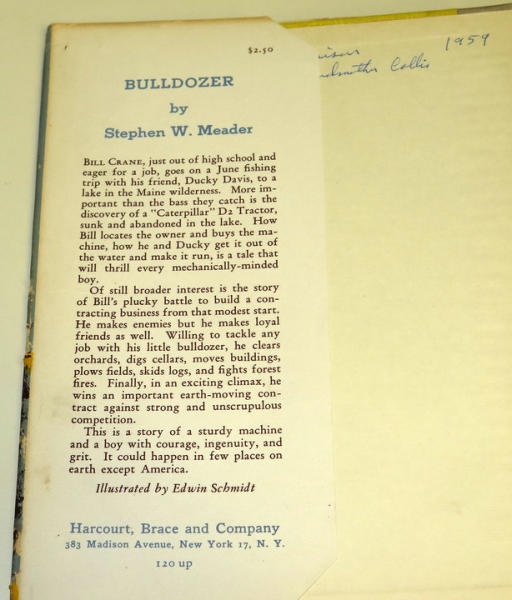 $2.50
BULLDOZER
by
Stephen W. Meader
BILL CRANE, just out of high school and
eager for a job, goes on a June fishing
trip with his friend, Ducky Davis, to a
lake in the Maine wilderness. More im-
portant than the bass they catch is the
discovery of a "Caterpillar" D2 Tractor,
sunk and abandoned in the lake. How
Bill locates the owner and buys the ma-
chine, how he and Ducky get it out of
the water and make it run, is a tale that
will thrill every mechanically-minded
boy.
Of still broader interest is the story
of Bill's plucky battle to build a con-
tracting business from that modest start.
He makes enemies but he makes loyal
friends as well. Willing to tackle any
job with his little bulldozer, he clears
orchards, digs cellars, moves buildings,
plows fields, skids logs, and fights forest
fires. Finally, in an exciting climax, he
wins an important earth-moving con-
tract against strong and unscrupulous
competition.
This is a story of a sturdy machine
and a boy with courage, ingenuity, and
grit. It could happen in few places on
earth except America.
Illustrated by Edwin Schmidt
Harcourt, Brace and Company
383 Madison Avenue, New York 17, N. Y.
120 up
1959
ndmother Collis